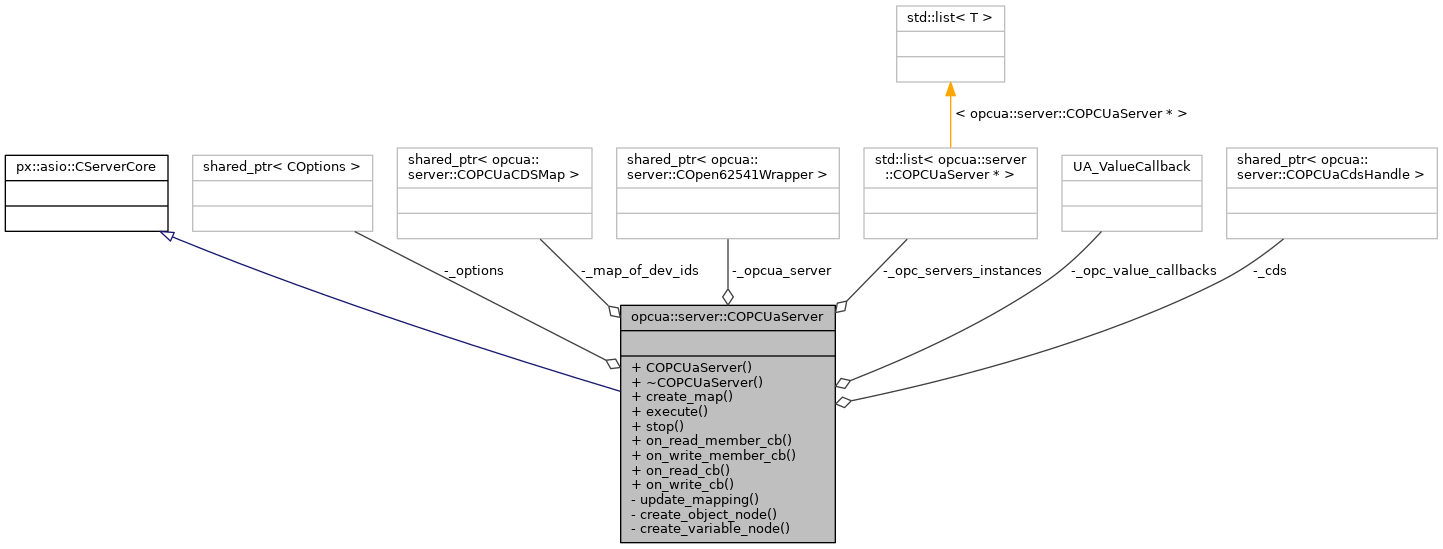 std::list< T >
< opcua::server::COPCUaServer * >
px::asio::CServerCore
shared_ptr< COptions >
shared_ptr< opcua::
server::COPCUaCDSMap >
shared_ptr< opcua::
server::COpen62541Wrapper >
std::list< opcua::server
::COPCUaServer * >
UA_ValueCallback
shared_ptr< opcua::
server::COPCUaCdsHandle >
-_options
-_map_of_dev_ids
-_opcua_server
-_opc_servers_instances
-_opc_value_callbacks
-_cds
opcua::server::COPCUaServer
+ COPCUaServer()
+ ~COPCUaServer()
+ create_map()
+ execute()
+ stop()
+ on_read_member_cb()
+ on_write_member_cb()
+ on_read_cb()
+ on_write_cb()
- update_mapping()
- create_object_node()
- create_variable_node()